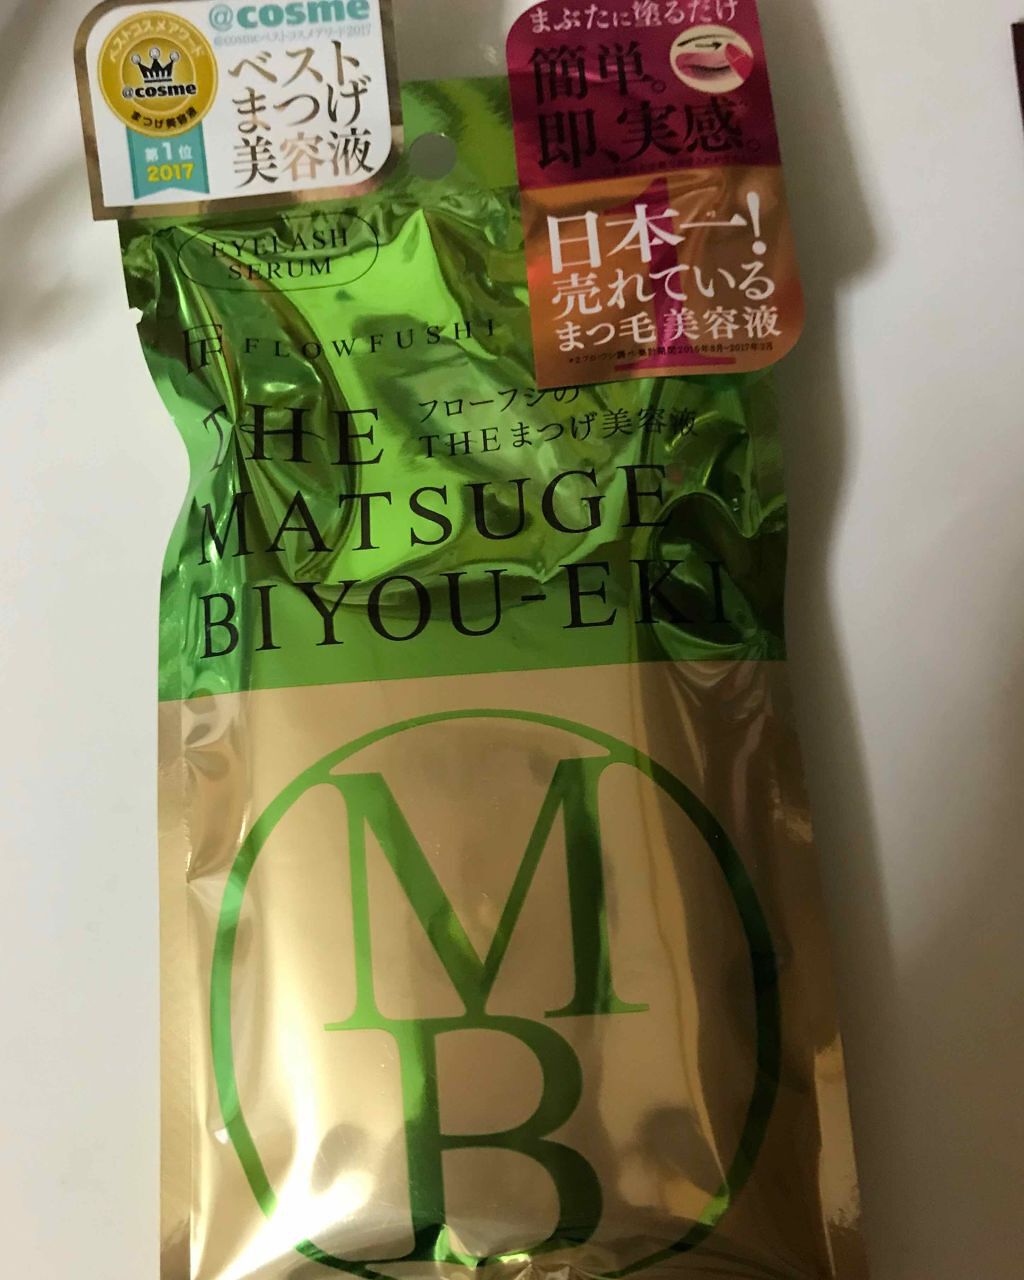 @cosme
@cosmeベストコスメアワード2017
ベスト
まつげ
美容液
ベストコスメアワード
@cosme
まつげ美容液
第1位
2017
まぶたに塗るだけ
簡単。
即、実感。
1
日本一!
売れている
まつ毛美容液
EYELASH
SERUM
FLOWFUSHI
フローフシの
THEまつげ美容液
THE
MATSUGE
BIYOU-EKI
M
B